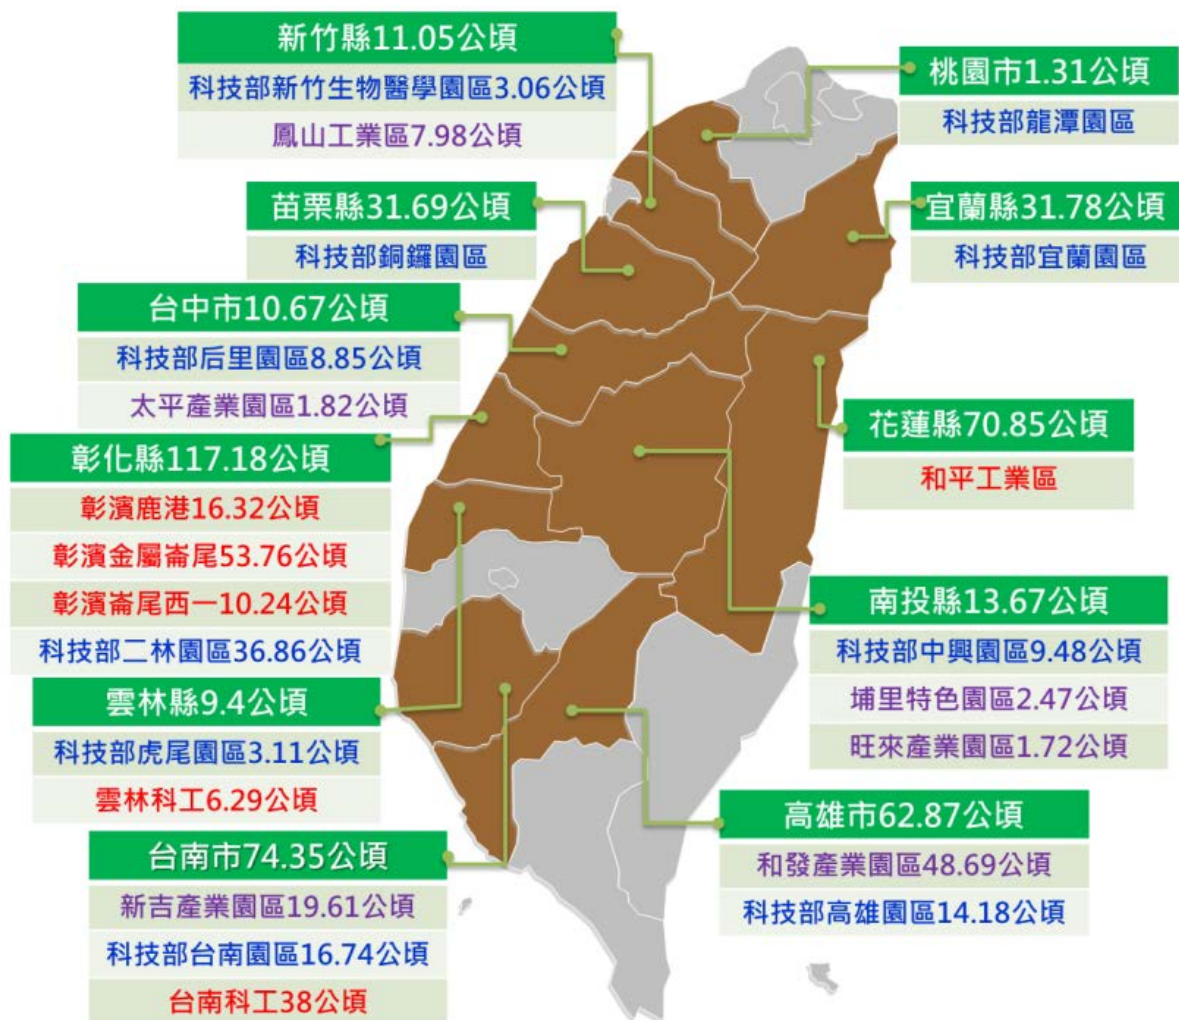 新竹縣11.05公頃
科技部新竹生物醫學園區3.06公頃
鳳山工業區7.98公頃
桃園市1.31公頃
科技部龍潭園區
苗栗縣31.69公頃
科技部銅鑼園區
宜蘭縣31.78公頃
科技部宜蘭園區
台中市10.67公頃
科技部后里園區8.85公頃
太平產業園區1.82公頃
花蓮縣70.85公頃
和平工業區
彰化縣117.18公頃
彰濱鹿港16.32公頃
彰濱金屬崙尾53.76公頃
彰濱崙尾西一10.24公頃
科技部二林園區36.86公頃
南投縣13.67公頃
科技部中興園區9.48公頃
埔里特色園區2.47公頃
旺來產業園區1.72公頃
雲林縣9.4公頃
科技部虎尾園區3.11公頃
雲林科工6.29公頃
高雄市62.87公頃
和發產業園區48.69公頃
科技部高雄園區14.18公頃
台南市74.35公頃
新吉產業園區19.61公頃
科技部台南園區16.74公頃
台南科工38公頃